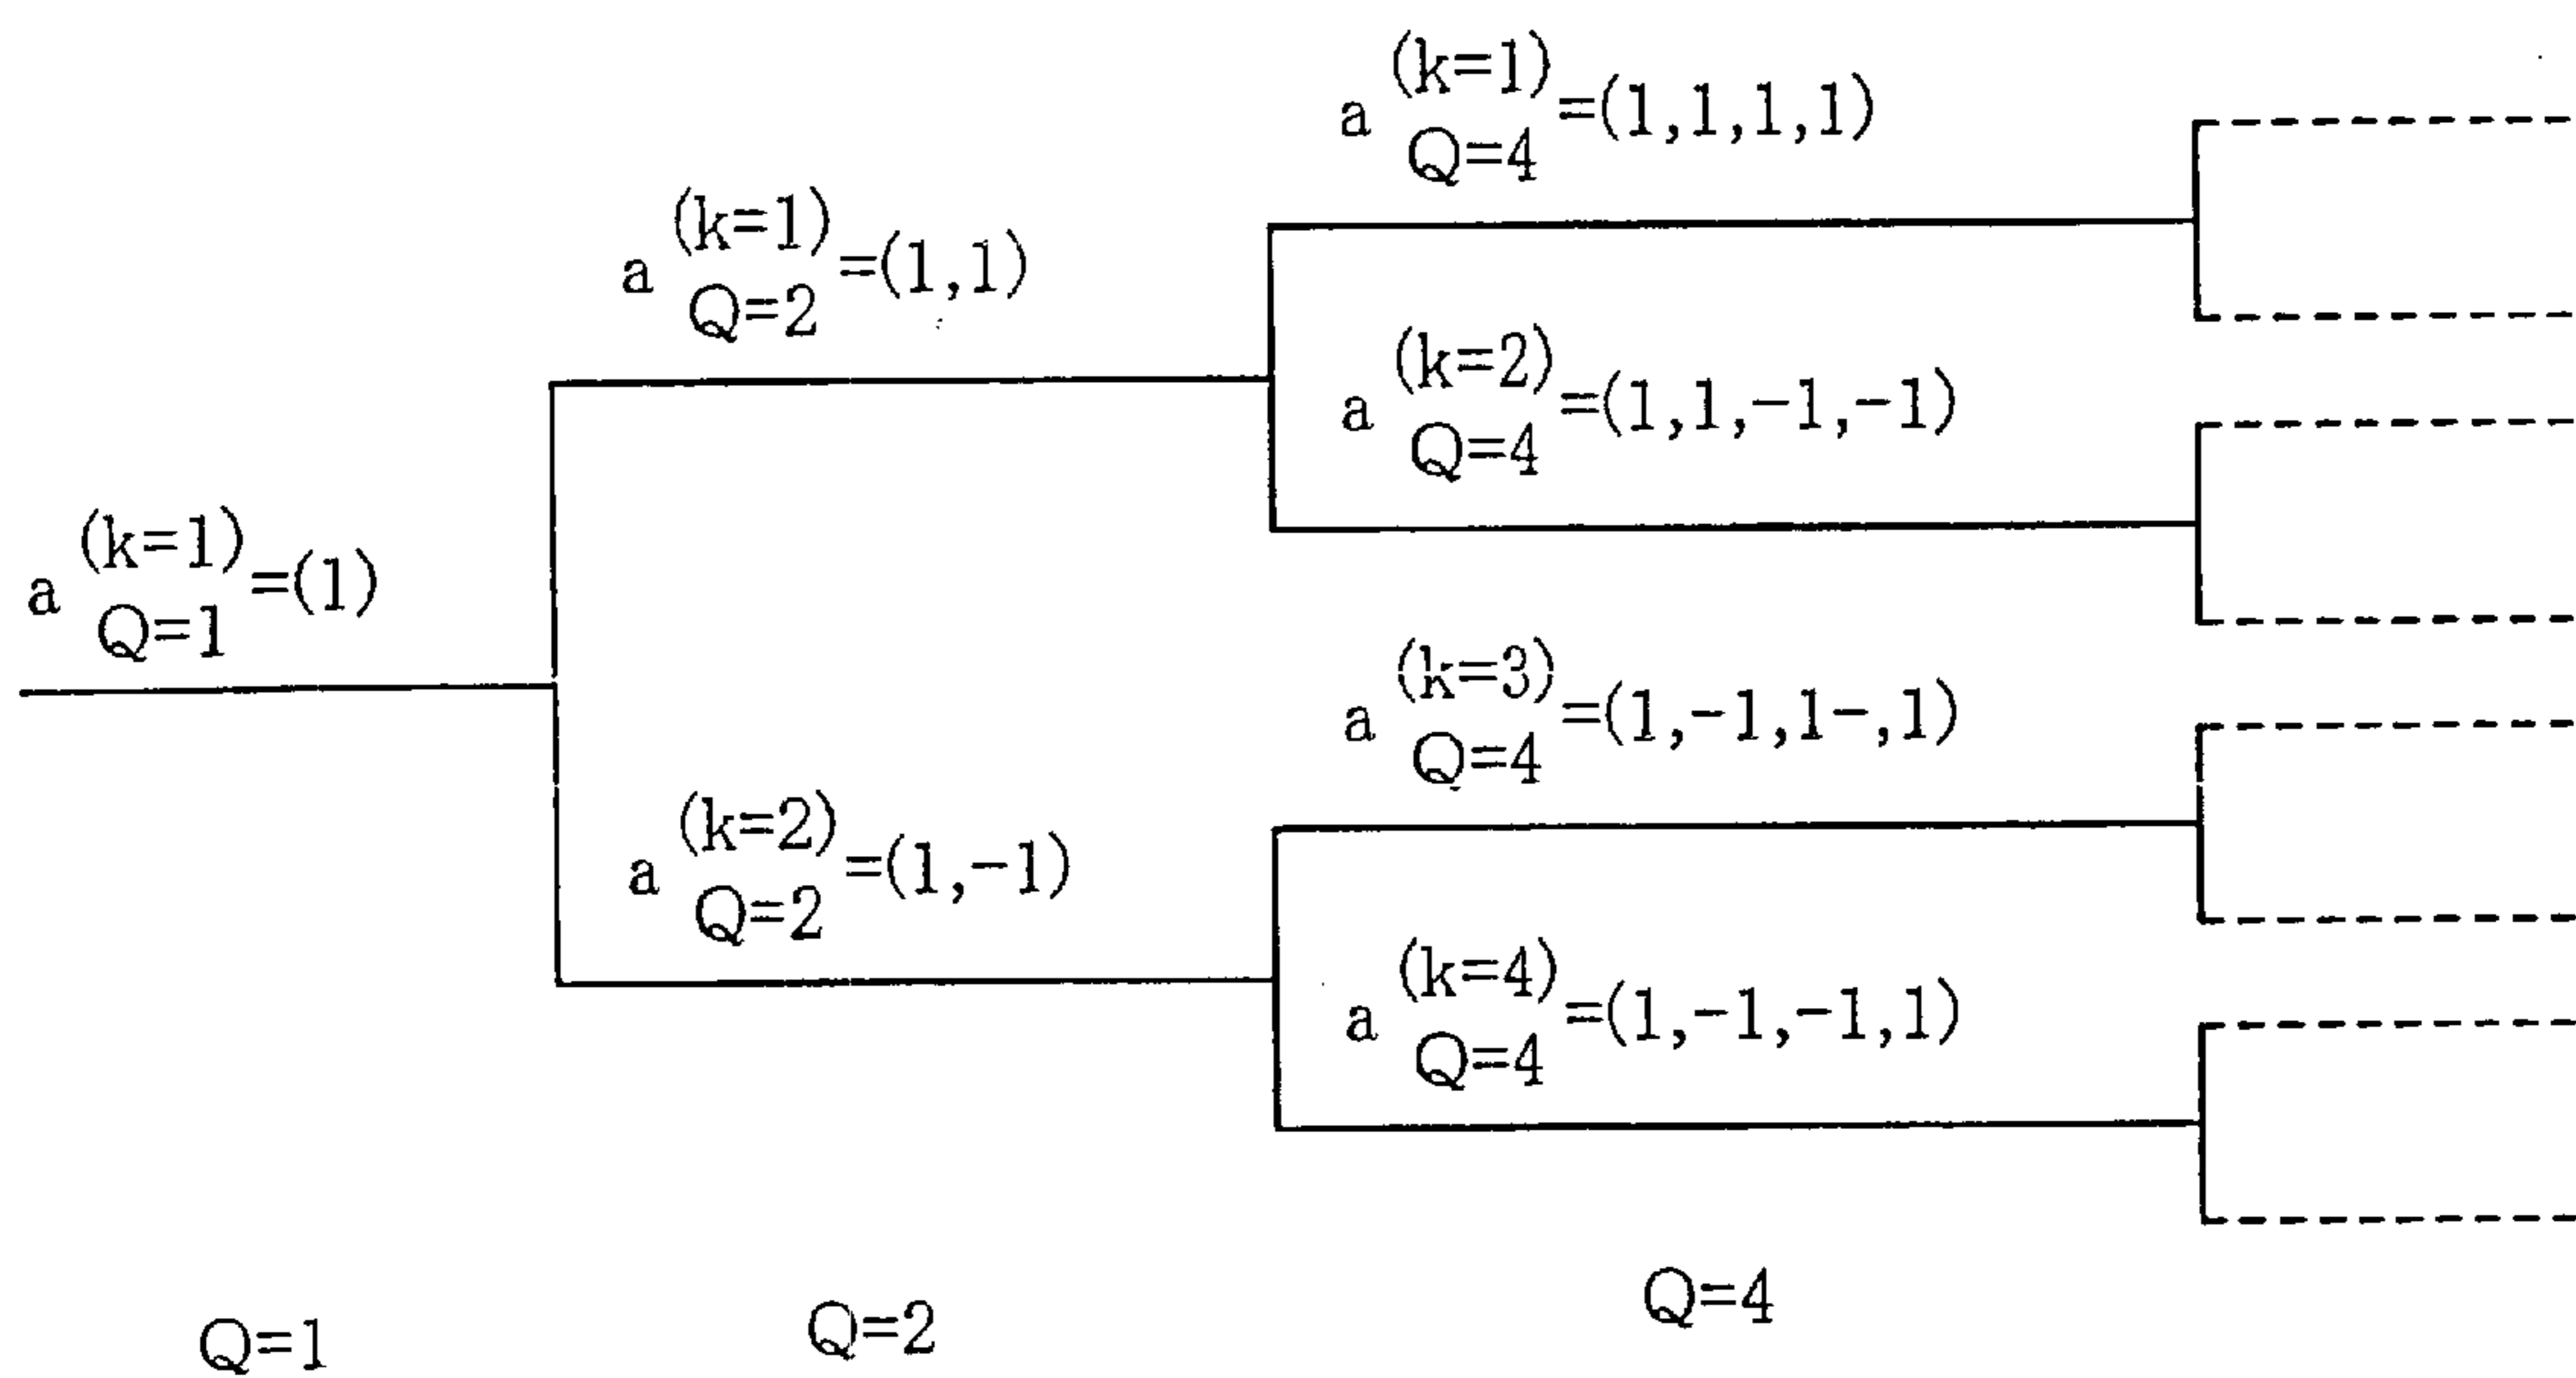 a (k=1) Q=4 =(1,1,1,1)
a (k=1) Q=2 =(1,1)
a (k=2) Q=4 =(1,1,-1,-1)
a (k=1) Q=1 =(1)
a (k=3) Q=4 =(1,-1,1-,1)
a (k=2) Q=2 =(1,-1)
a (k=4) Q=4 =(1,-1,-1,1)
Q=1
Q=2
Q=4